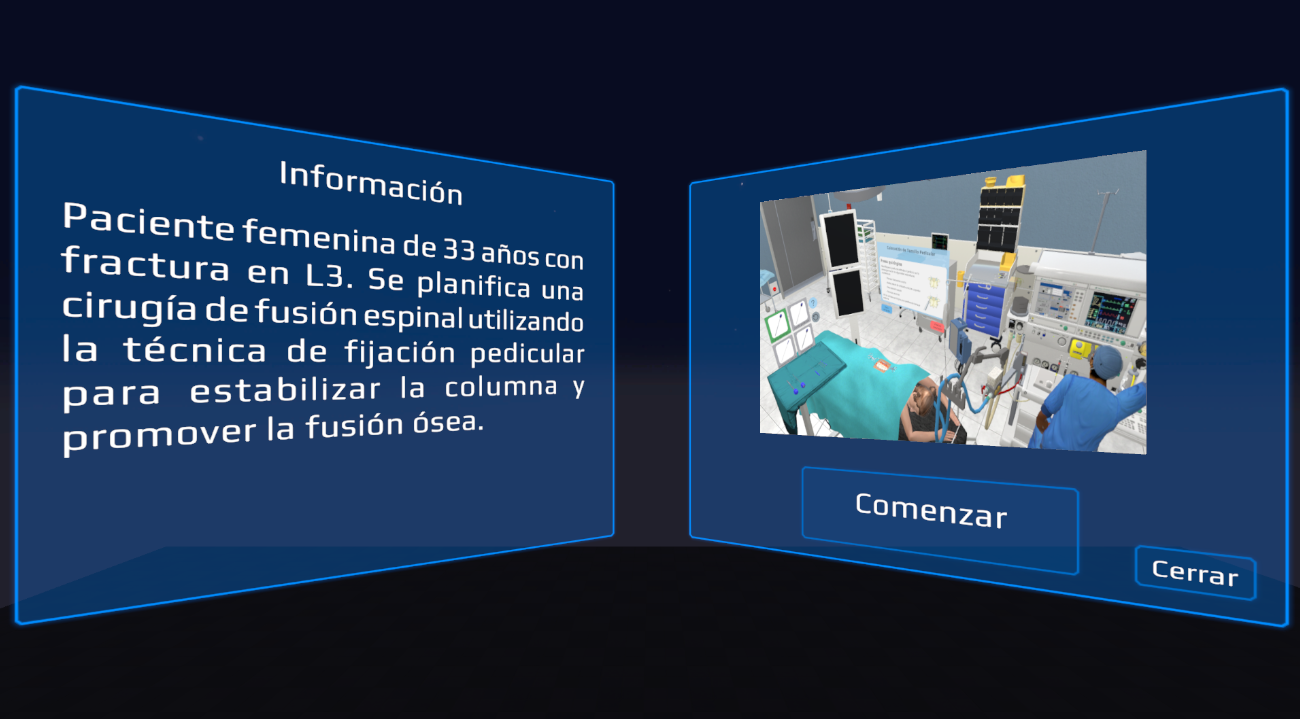 Información
Paciente femenina de 33 años con
fractura en L3. Se planifica una
cirugía de fusión espinal utilizando
la técnica de fijación pedicular
para estabilizar la columna y
promover la fusión ósea.
Comenzar
Cerrar